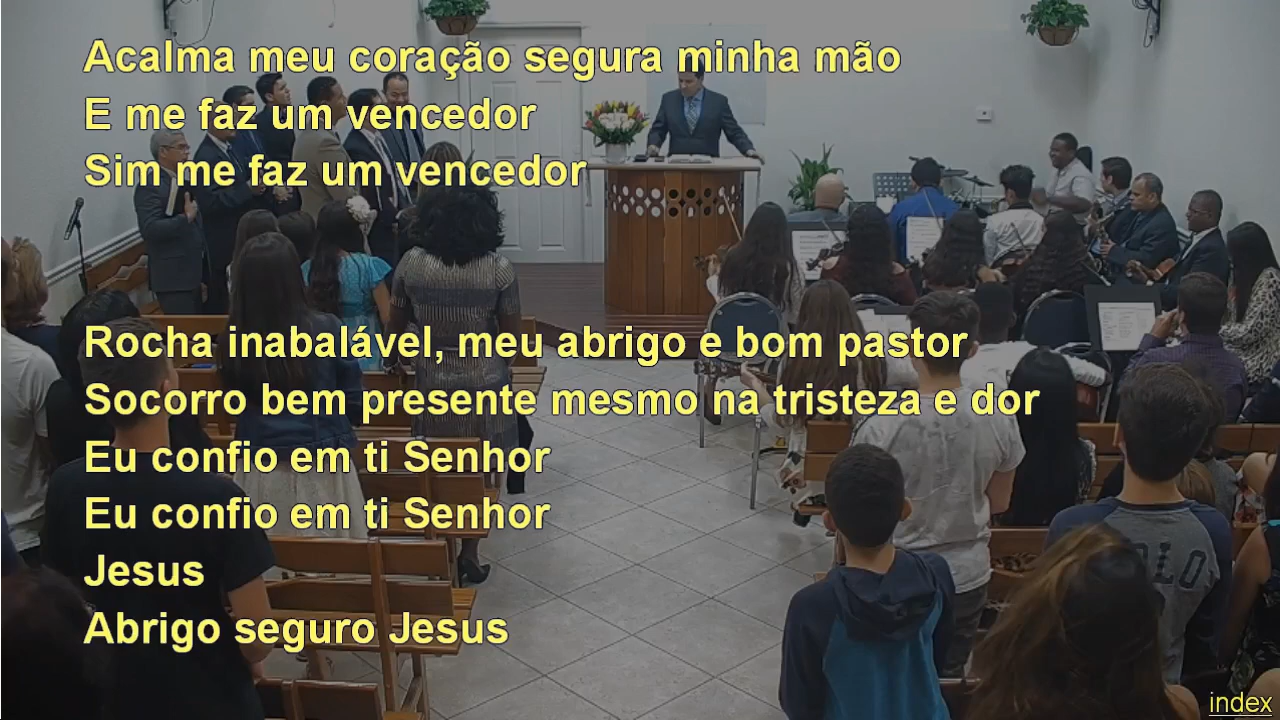 Acalma meu coração segura minha mão
E me faz um vencedor
Sim me faz um vencedor
Rocha inabalável, meu abrigo e bom pastor
Socorro bem presente mesmo na tristeza e dor
Eu confio em ti Senhor
Eu confio em ti Senhor
Jesus
Abrigo seguro Jesus
index